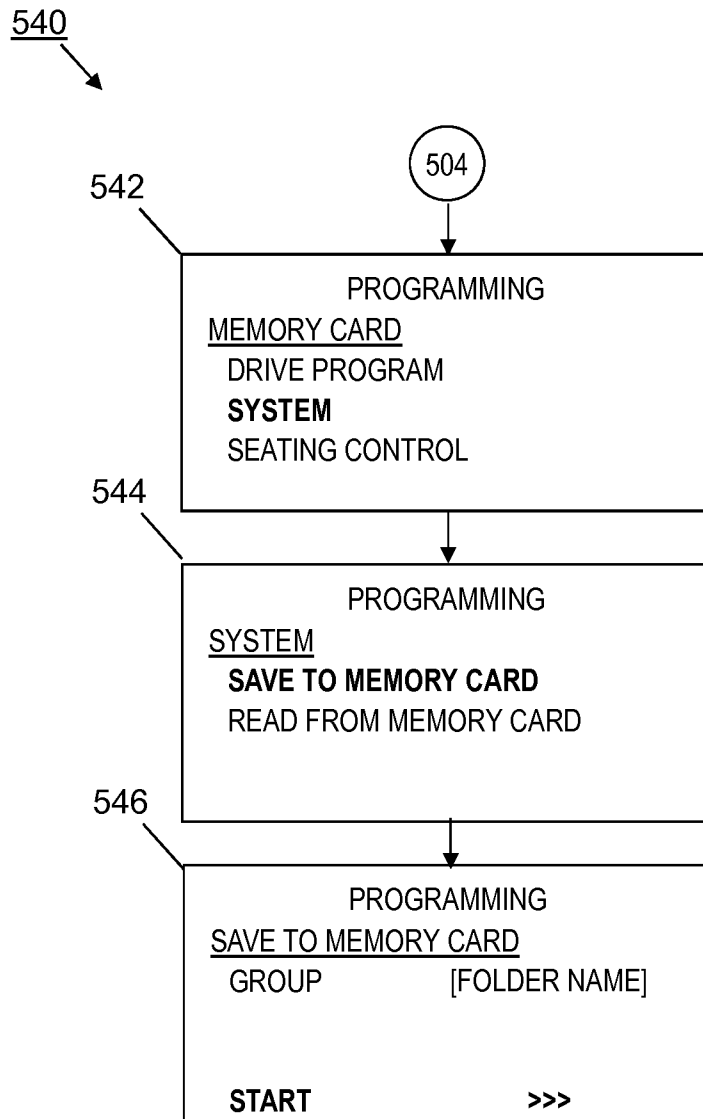 540
504
542
PROGRAMMING
MEMORY CARD
DRIVE PROGRAM
SYSTEM
SEATING CONTROL
544
PROGRAMMING
SYSTEM
SAVE TO MEMORY CARD
READ FROM MEMORY CARD
546
PROGRAMMING
SAVE TO MEMORY CARD
GROUP [FOLDER NAME]
START >>>